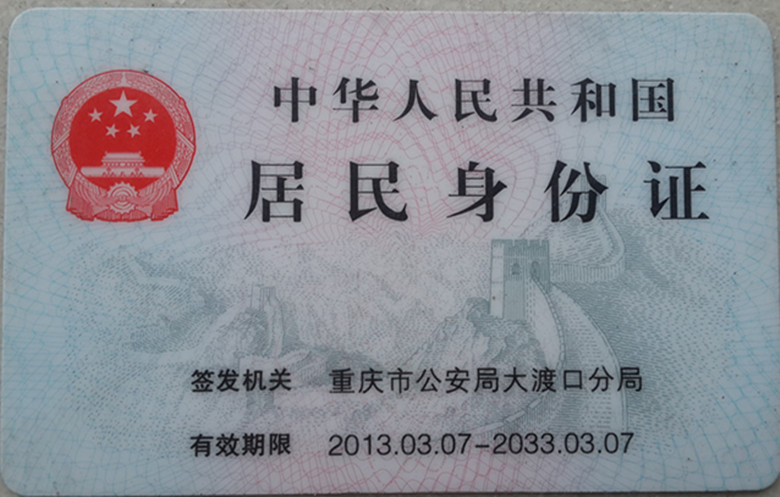 中华人民共和国
居民身份证
签发机关 重庆市公安局大渡口分局
有效期限 2013.03.07-2033.03.07